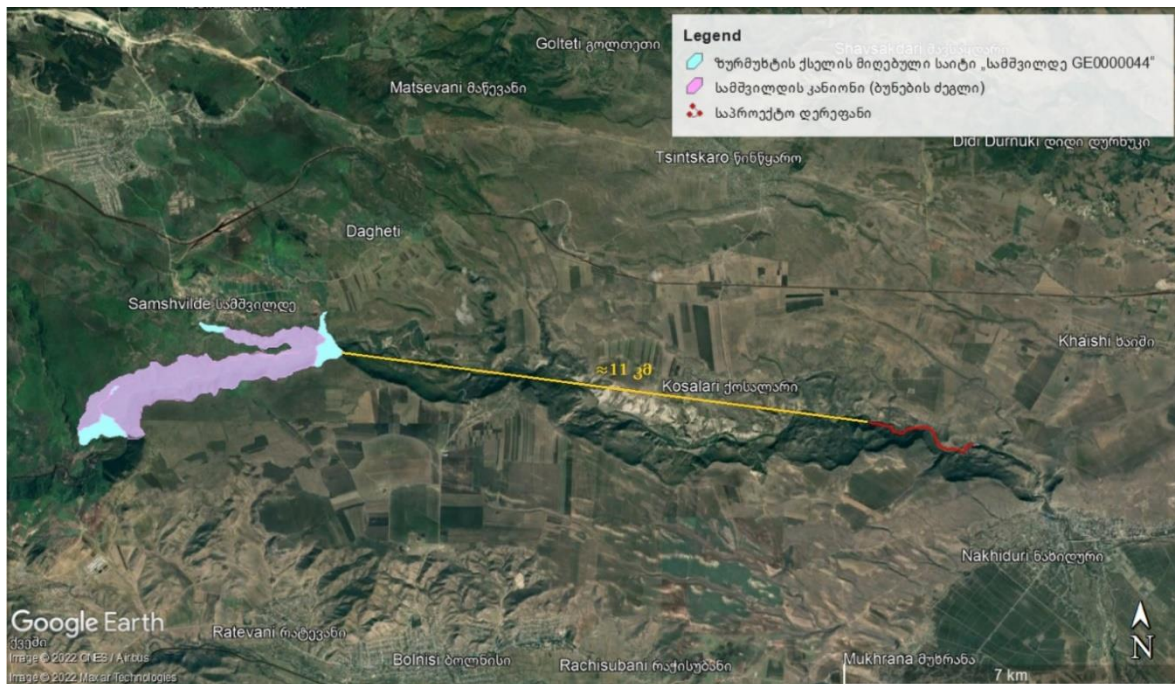 Golteti გოლთეთი
Legend
ზურმუხტის ქსელის მიღებული საიტი „სამშვილდე GE0000044"
სამშვილდის კანიონი (ბუნების ძეგლი)
საპროექტო დერეფანი
Matsevani მაწევანი
Didi Durnuki დიდი დურნუკი
Tsintskaro წინწყარო
Dagheti
Samshvilde სამშვილდე
Khaishi ხაიში
≈11 კმ
Kosalari ქოსალარი
Nakhiduri ნახიდური
Google Earth
ქვეში
Ratevani რატევანი
Image © 2022 CNES / Airbus
Bolnisi ბოლნისი
Rachisubani რაჭისუბანი
Mukhrana მუხრანა
N
7 km
Image © 2022 Maxar Technologies